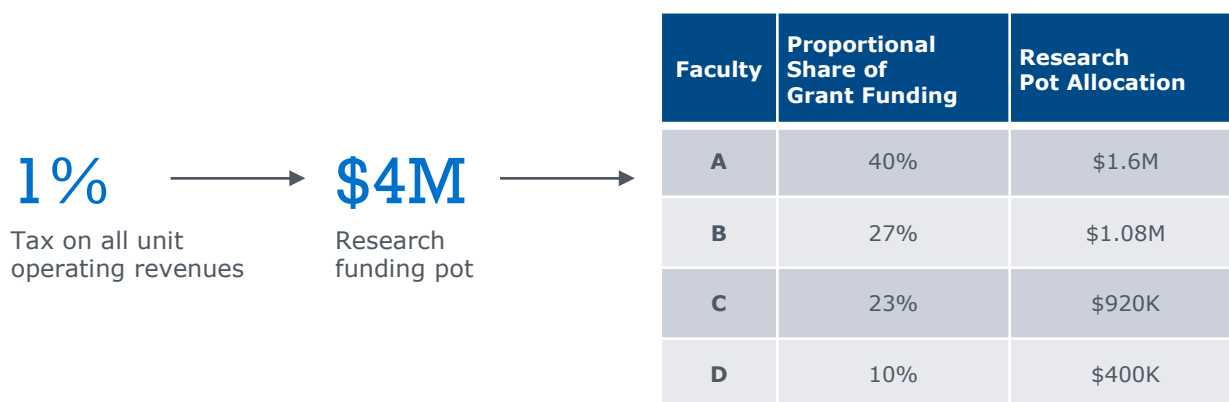 1%
Tax on all unit
operating revenues
$4M
Research
funding pot
Faculty
Proportional
Share of
Grant Funding
Research
Pot Allocation
A 40% $1.6M
B 27% $1.08M
C 23% $920K
D 10% $400K